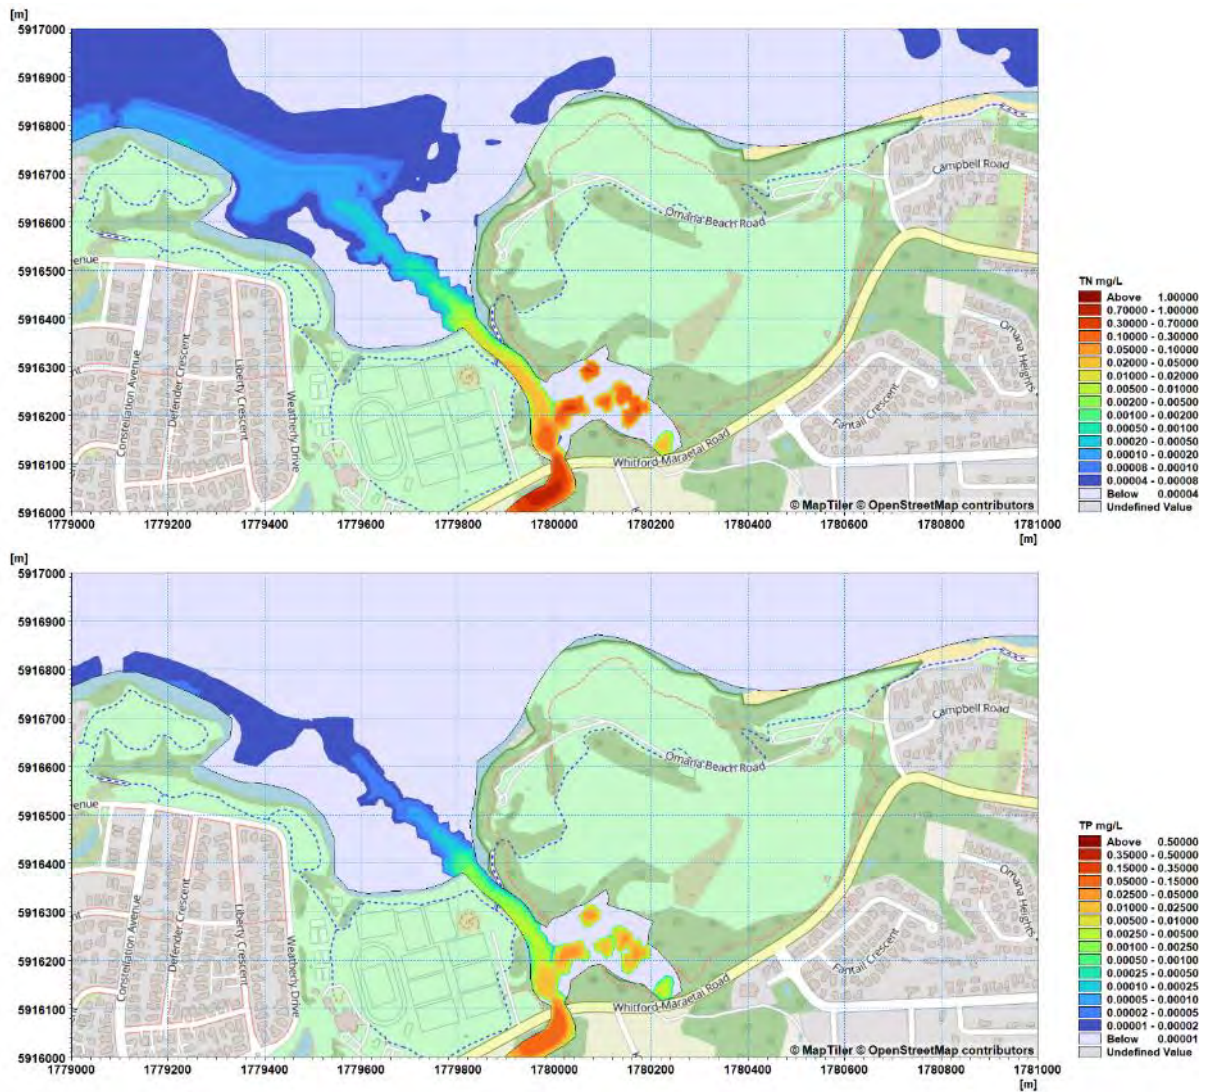 [m]
5917000
5916900
5916800
5916700
5916600
5916500
5916400
5916300
5916200
5916100
5916000
1779000 1779200 1779400 1779600 1779800 1780000 1780200 1780400 1780600 1780800 1781000
[m]
Campbell Road
Omana Beach Road
enue
Constellation Avenue
Defender Crescent
Liberty Crescent
Weatherly Drive
Omana Heights
Fantail Crescent
Whitford-Maraetai Road
© MapTiler © OpenStreetMap contributors
TN mg/L
Above 1.00000
0.70000 - 1.00000
0.30000 - 0.70000
0.10000 - 0.30000
0.05000 - 0.10000
0.02000 - 0.05000
0.01000 - 0.02000
0.00500 - 0.01000
0.00200 - 0.00500
0.00100 - 0.00200
0.00050 - 0.00100
0.00020 - 0.00050
0.00010 - 0.00020
0.00008 - 0.00010
0.00004 - 0.00008
Below 0.00004
Undefined Value
[m]
5917000
5916900
5916800
5916700
5916600
5916500
5916400
5916300
5916200
5916100
5916000
1779000 1779200 1779400 1779600 1779800 1780000 1780200 1780400 1780600 1780800 1781000
[m]
Campbell Road
Omana Beach Road
enue
Constellation Avenue
Defender Crescent
Liberty Crescent
Weatherly Drive
Omana Heights
Fantail Crescent
Whitford-Maraetai Road
© MapTiler © OpenStreetMap contributors
TP mg/L
Above 0.50000
0.35000 - 0.50000
0.15000 - 0.35000
0.05000 - 0.15000
0.02500 - 0.05000
0.01000 - 0.02500
0.00500 - 0.01000
0.00250 - 0.00500
0.00100 - 0.00250
0.00050 - 0.00100
0.00025 - 0.00050
0.00010 - 0.00025
0.00005 - 0.00010
0.00002 - 0.00005
0.00001 - 0.00002
Below 0.00001
Undefined Value